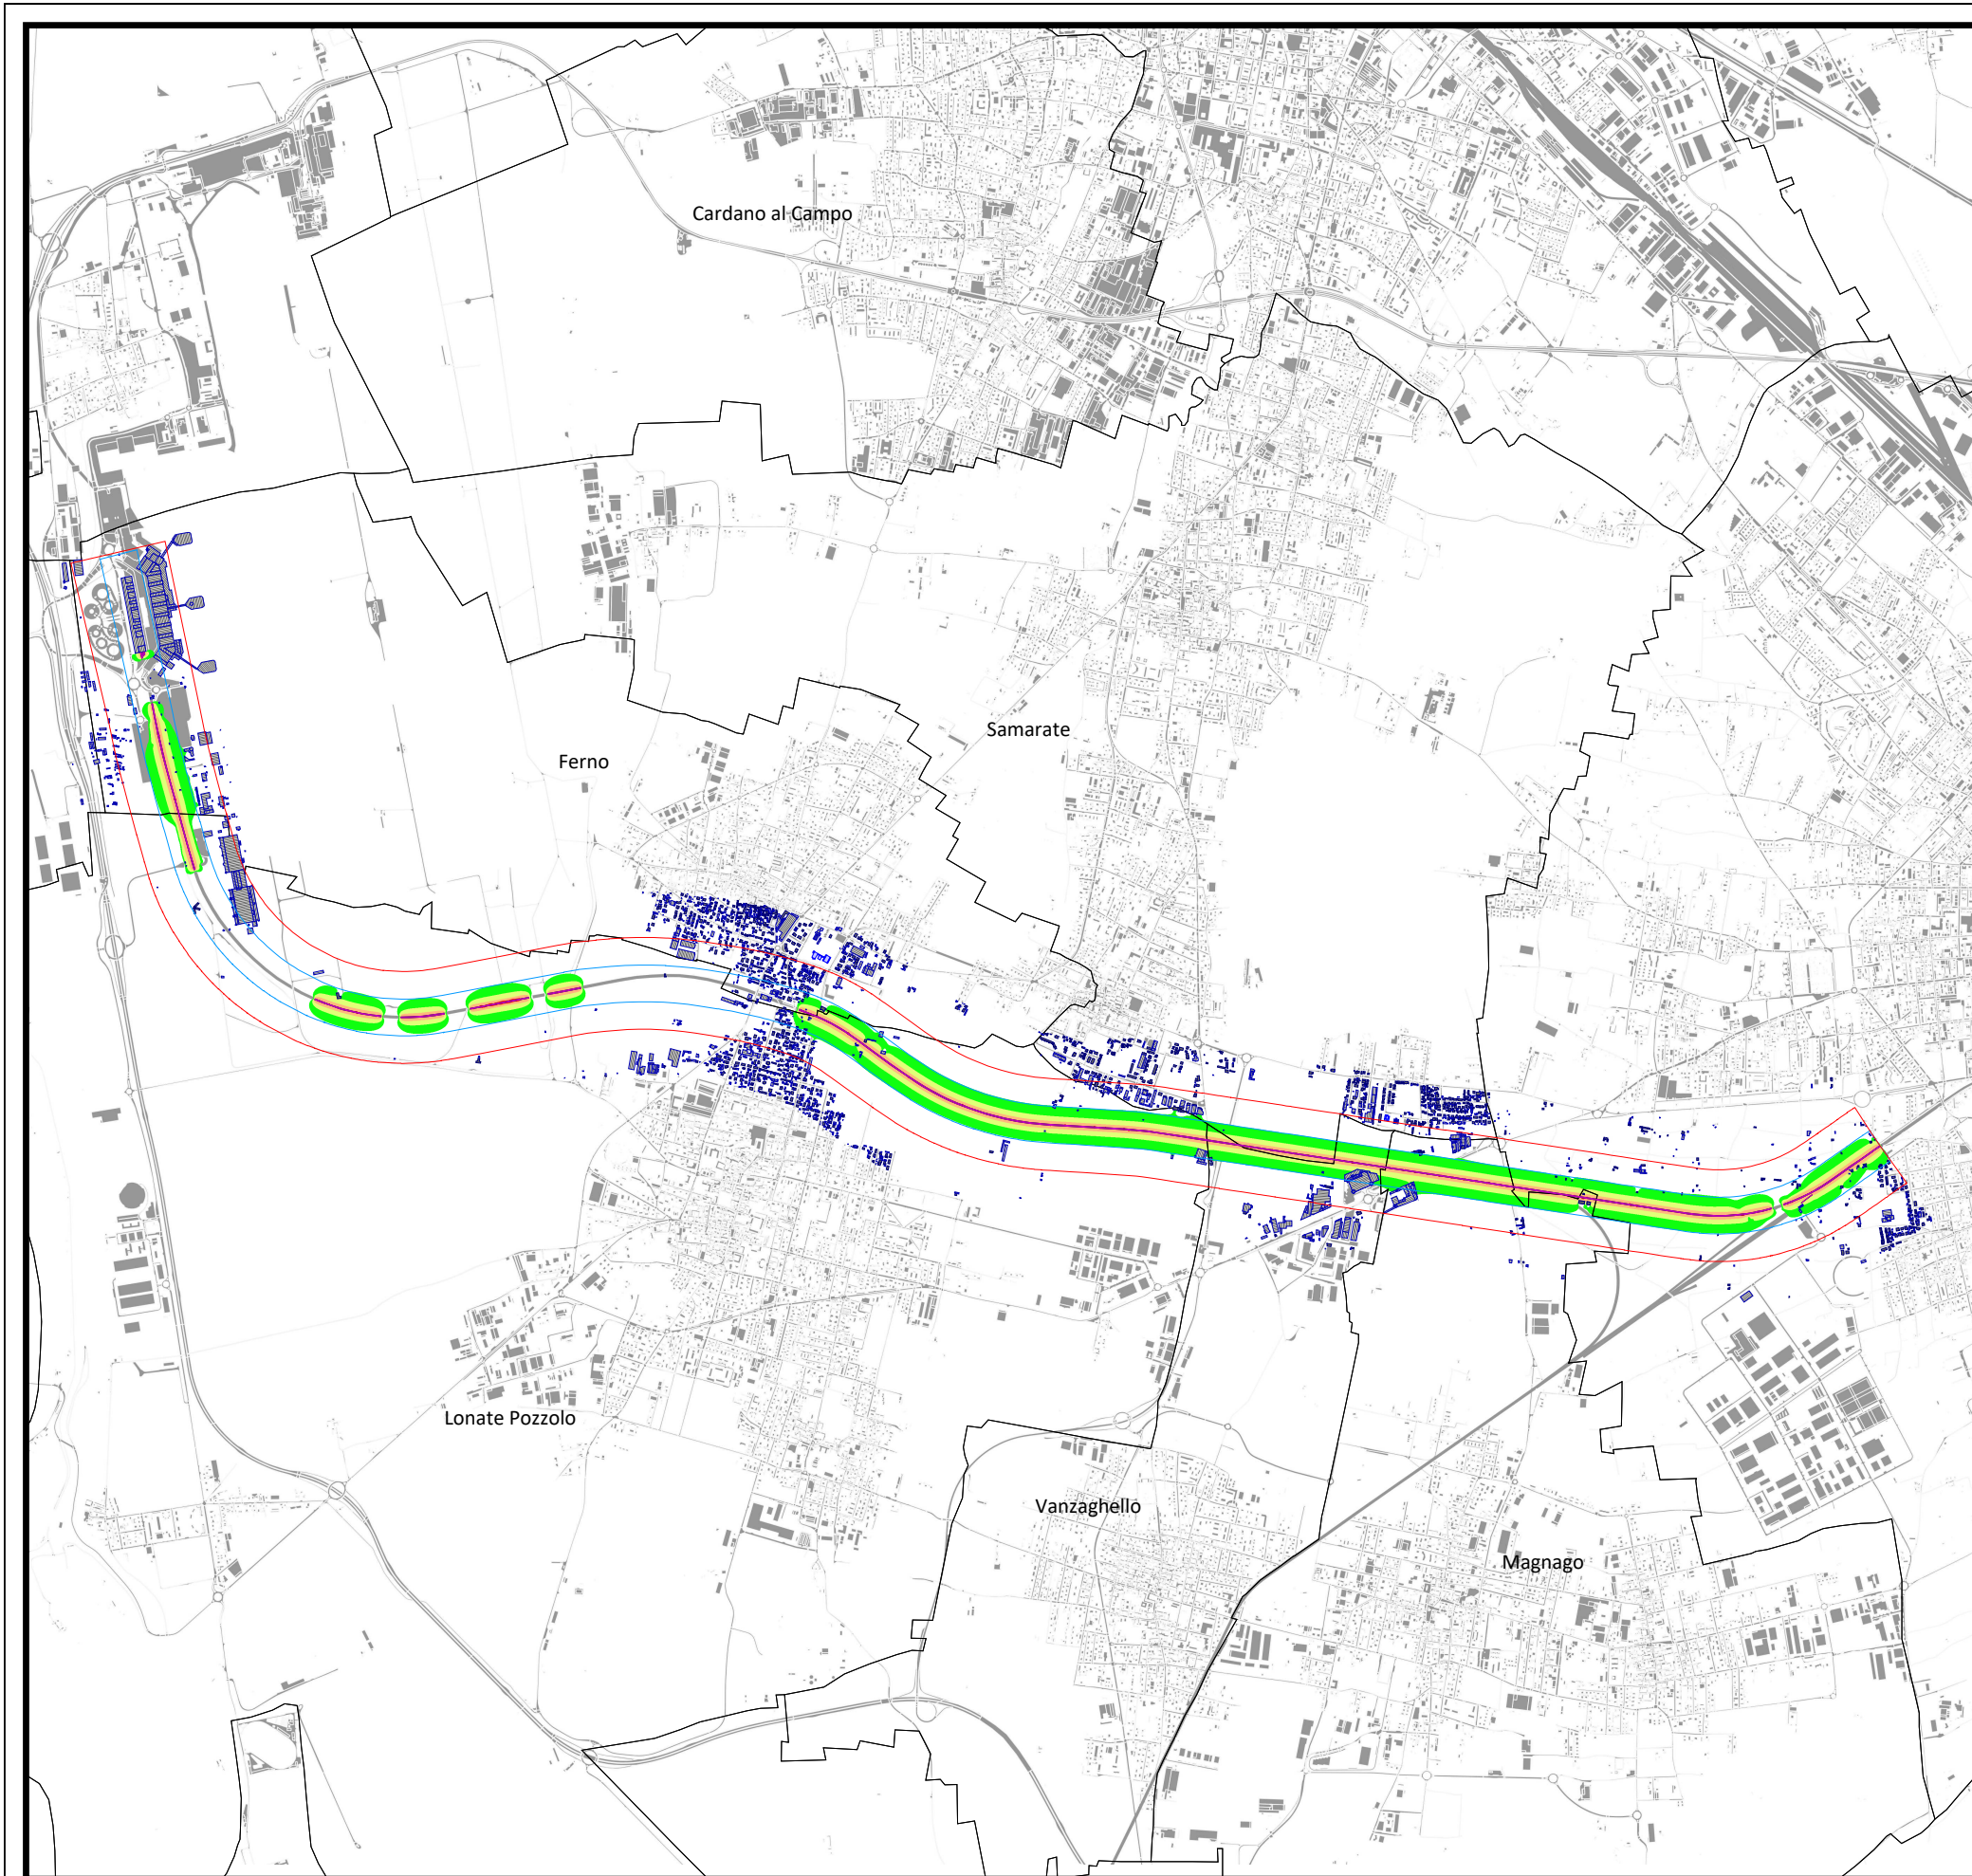 Cardano al Campo
Samarate
Ferno
Lonate Pozzolo
Vanzaghello
Magnago